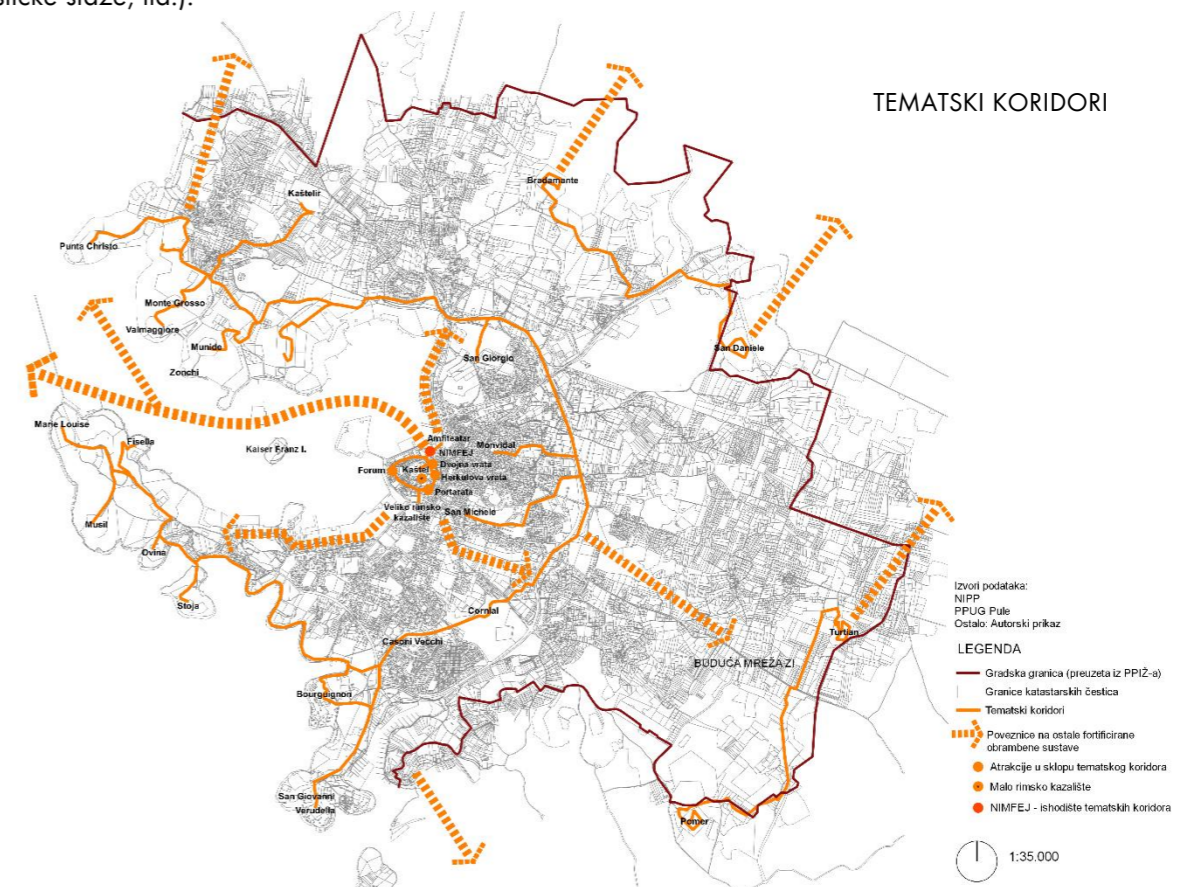 TEMATSKI KORIDORI
Bradamante
Kaštelir
Punta Christo
Monte Grosso
Valmaggiore
Munide
Zonchi
San Giorgio
San Daniele
Marie Louise
Fisella
Kaiser Franz I.
Amfiteatar
Monvidal
NIMFEJ
Dvojna vrata
Forum
Kaštel
Herkulova vrata
Portarata
Veliko rimsko
kazalište
San Michele
Musil
Ovina
Stoja
Cornial
Casoni Vecchi
Turtian
BUDUĆA MREŽA ZI
Bourguignon
San Giovanni
Verudella
Pomer
Izvori podataka:
NIPP
PPUG Pule
Ostalo: Autorski prikaz
LEGENDA
Gradska granica (preuzeta iz PPIŽ-a)
Granice katastarskih čestica
Tematski koridori
Poveznice na ostale fortificirane
obrambene sustave
Atrakcije u sklopu tematskog koridora
Malo rimsko kazalište
NIMFEJ - ishodište tematskih koridora
1:35.000